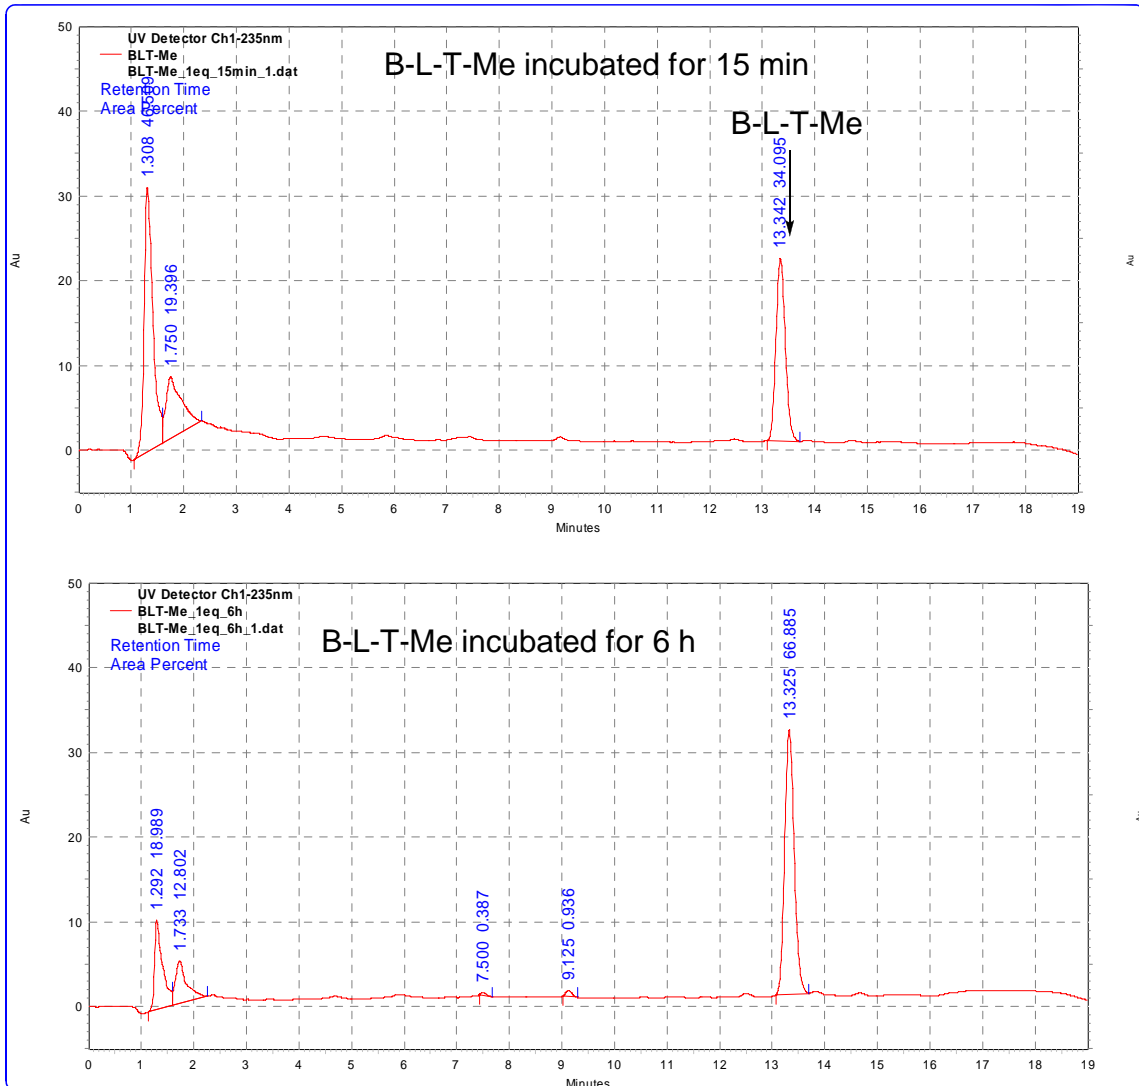 50
UV Detector Ch1-235nm
BLT-Me
BLT-Me_1eq_15min_1.dat
Retention Time
Area Percent
B-L-T-Me incubated for 15 min
B-L-T-Me
1.308
1.750 19.396
13.342 34.095
40
30
20
10
0
Au
Au
0 1 2 3 4 5 6 7 8 9 10 11 12 13 14 15 16 17 18 19
Minutes
50
UV Detector Ch1-235nm
BLT-Me_1eq_6h
BLT-Me_1eq_6h_1.dat
Retention Time
Area Percent
B-L-T-Me incubated for 6 h
1.292 18.989
1.733 12.802
7.500 0.387
9.125 0.936
13.325 66.885
40
30
20
10
0
Au
Au
0 1 2 3 4 5 6 7 8 9 10 11 12 13 14 15 16 17 18 19
Minutes